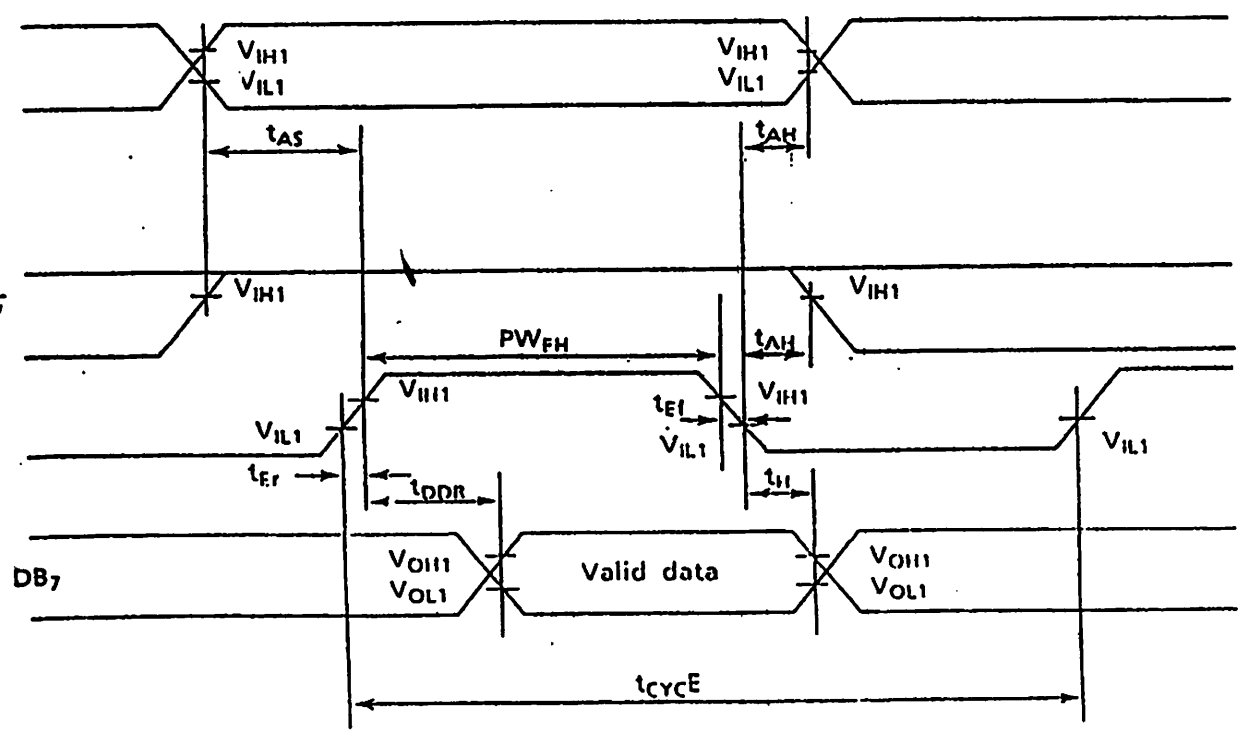 VIH1 VIH1
VIL1 VIL1
tAS tAH
VIH1 VIH1
PWEH tAH
VIH1 tEf VIH1
VIL1 VIL1 VIL1
tEr tDDR tH
DB7 VOH1 Valid data VOH1
VOL1 VOL1
tCYCE